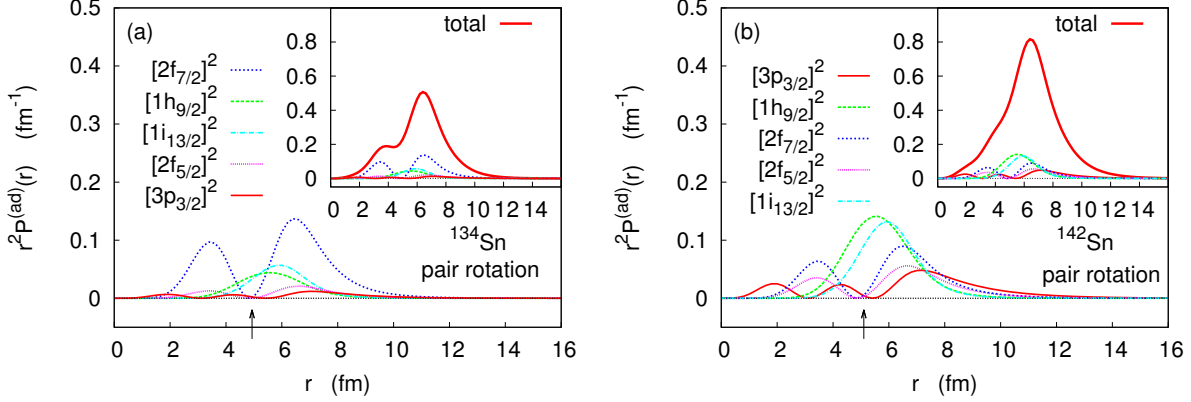 r²P⁽ᵃᵈ⁾(r) (fm⁻¹)
0.5
0.4
0.3
0.2
0.1
0
(a)
[2f₇/₂]²
[1h₉/₂]²
[1i₁₃/₂]²
[2f₅/₂]²
[3p₃/₂]²
total
0.8
0.6
0.4
0.2
0
0 2 4 6 8 10 12 14
¹³⁴Sn
pair rotation
0 2 4 6 8 10 12 14 16
r (fm)
r²P⁽ᵃᵈ⁾(r) (fm⁻¹)
0.5
0.4
0.3
0.2
0.1
0
(b)
[3p₃/₂]²
[1h₉/₂]²
[2f₇/₂]²
[2f₅/₂]²
[1i₁₃/₂]²
total
0.8
0.6
0.4
0.2
0
0 2 4 6 8 10 12 14
¹⁴²Sn
pair rotation
0 2 4 6 8 10 12 14 16
r (fm)